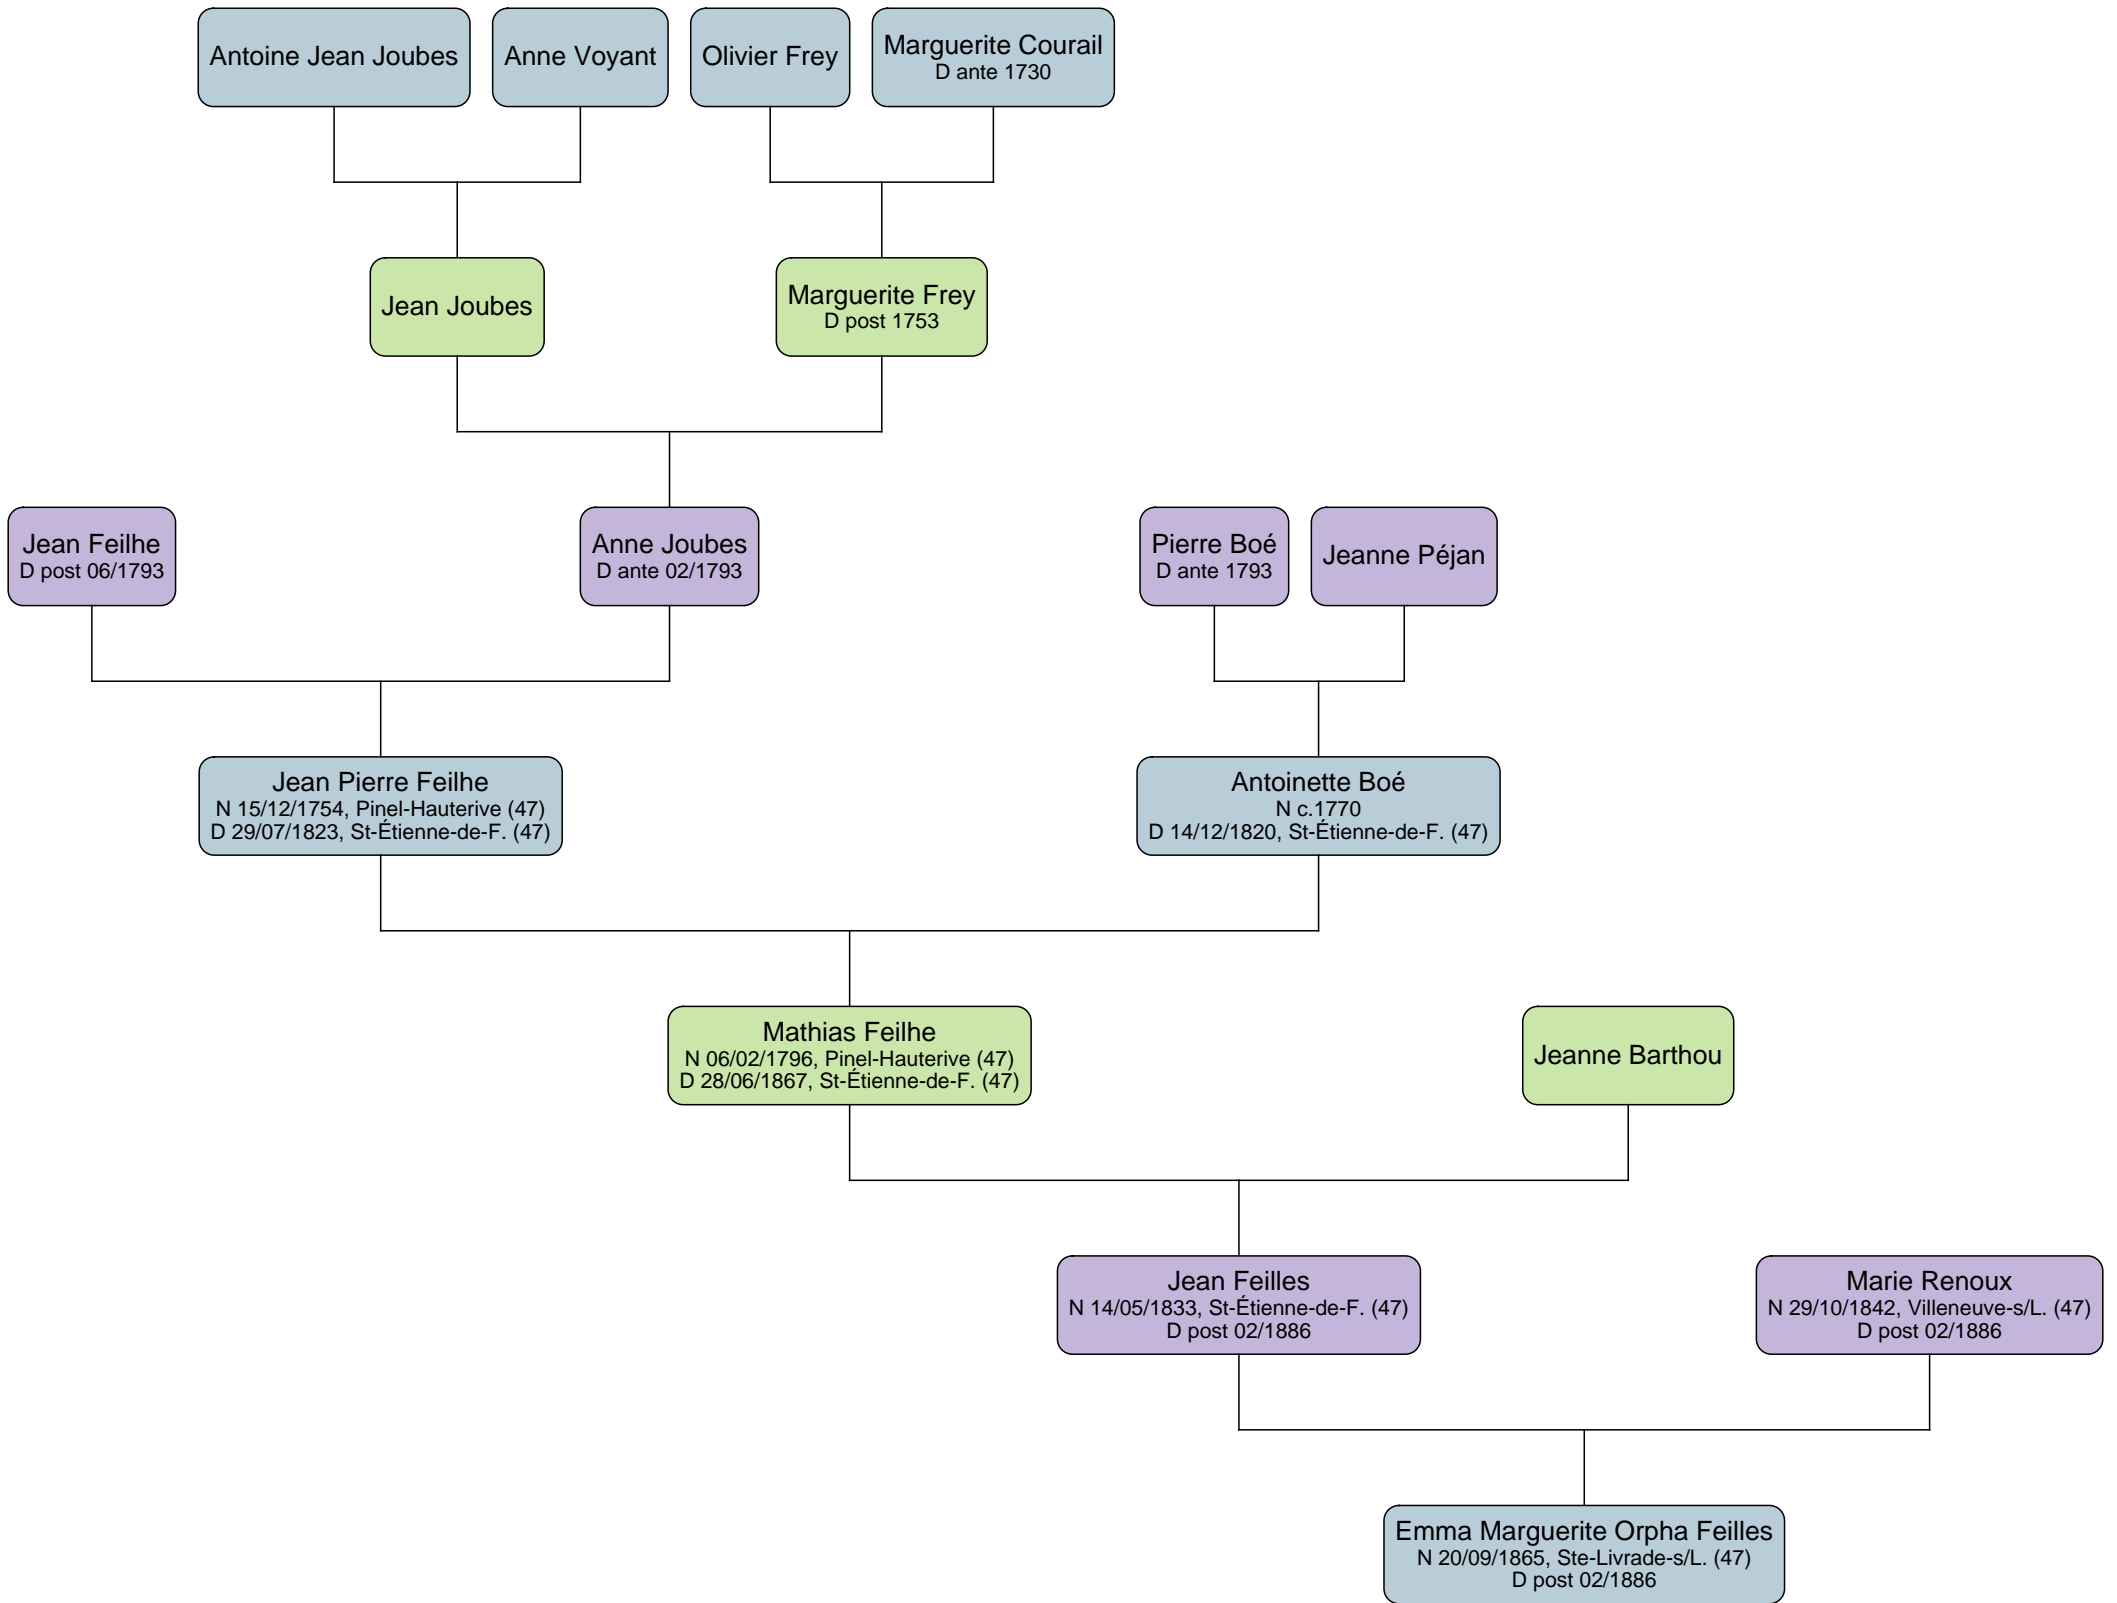 Antoine Jean Joubes
Anne Voyant
Olivier Frey
Marguerite Courail
D ante 1730
Jean Joubes
Marguerite Frey
D post 1753
Jean Feilhe
D post 06/1793
Anne Joubes
D ante 02/1793
Pierre Boé
D ante 1793
Jeanne Péjan
Jean Pierre Feilhe
N 15/12/1754, Pinel-Hauterive (47)
D 29/07/1823, St-Étienne-de-F. (47)
Antoinette Boé
N c.1770
D 14/12/1820, St-Étienne-de-F. (47)
Mathias Feilhe
N 06/02/1796, Pinel-Hauterive (47)
D 28/06/1867, St-Étienne-de-F. (47)
Jeanne Barthou
Jean Feilles
N 14/05/1833, St-Étienne-de-F. (47)
D post 02/1886
Marie Renoux
N 29/10/1842, Villeneuve-s/L. (47)
D post 02/1886
Emma Marguerite Orpha Feilles
N 20/09/1865, Ste-Livrade-s/L. (47)
D post 02/1886